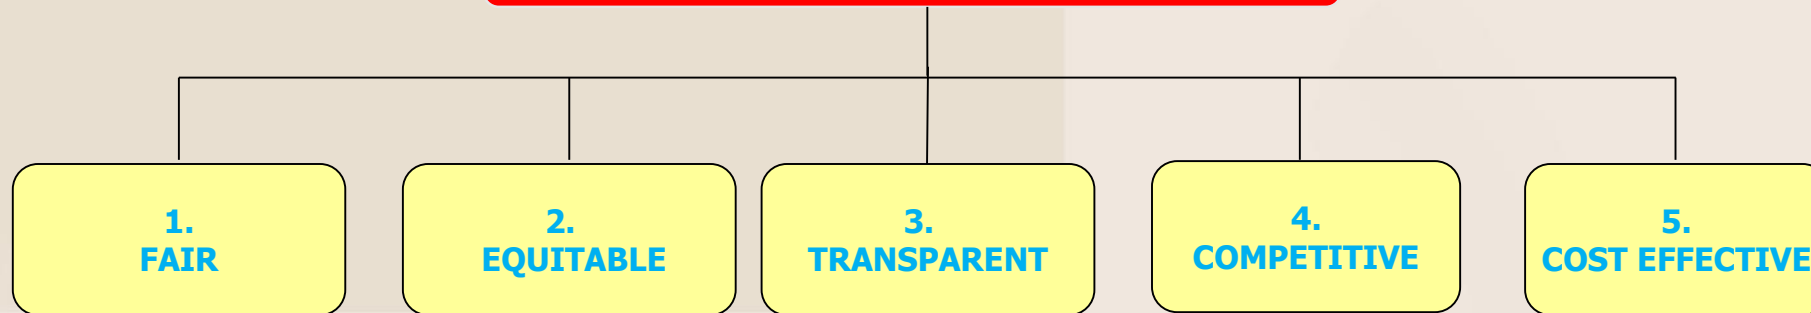 1.
FAIR
2.
EQUITABLE
3.
TRANSPARENT
4.
COMPETITIVE
5.
COST EFFECTIVE